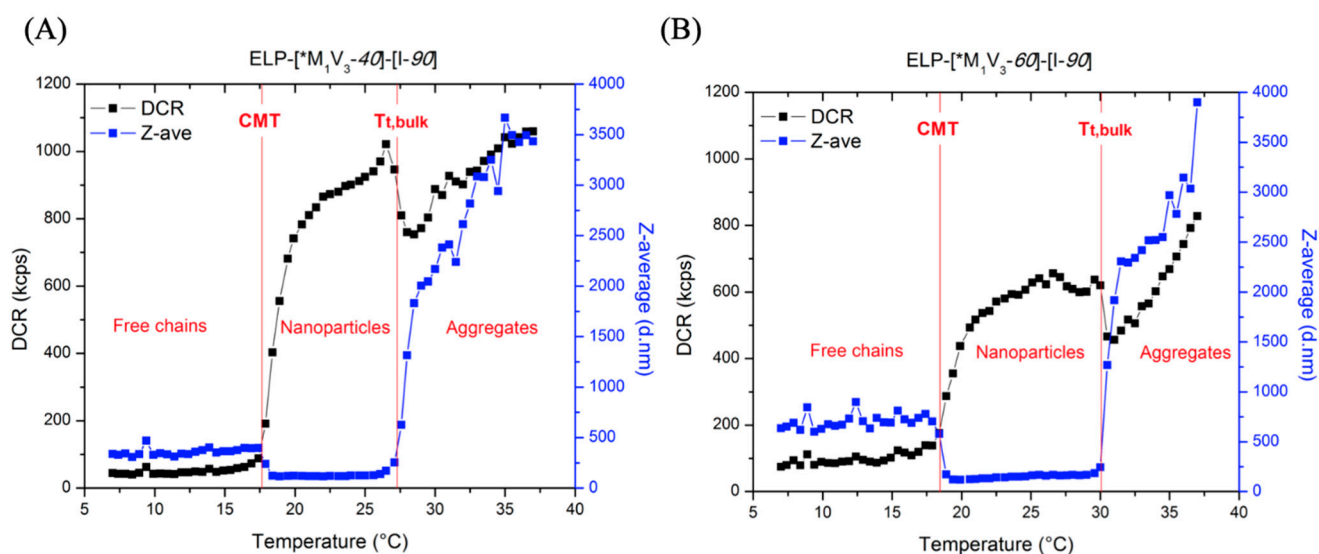 (A)
ELP-[*M₁V₃-40]-[I-90]
1200
1000
800
600
400
200
0
DCR (kcps)
DCR
Z-ave
CMT
Tt,bulk
Free chains
Nanoparticles
Aggregates
4000
3500
3000
2500
2000
1500
1000
500
0
Z-average (d.nm)
5 10 15 20 25 30 35 40
Temperature (°C)
(B)
ELP-[*M₁V₃-60]-[I-90]
1200
1000
800
600
400
200
0
DCR (kcps)
DCR
Z-ave
CMT
Tt,bulk
Free chains
Nanoparticles
Aggregates
4000
3500
3000
2500
2000
1500
1000
500
0
Z-average (d.nm)
5 10 15 20 25 30 35 40
Temperature (°C)